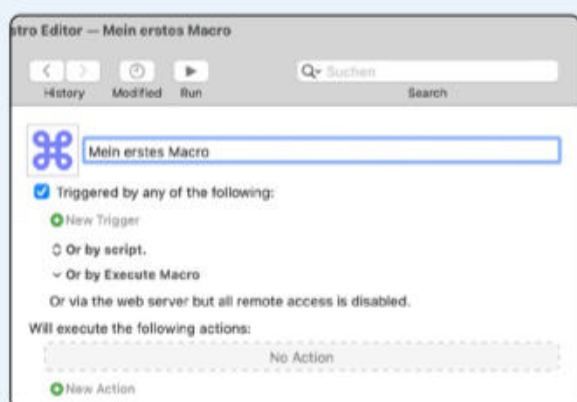 stro Editor — Mein erstes Macro
History Modified Run Search
Suchen
Mein erstes Macro
Triggered by any of the following:
New Trigger
Or by script.
Or by Execute Macro
Or via the web server but all remote access is disabled.
Will execute the following actions:
No Action
New Action